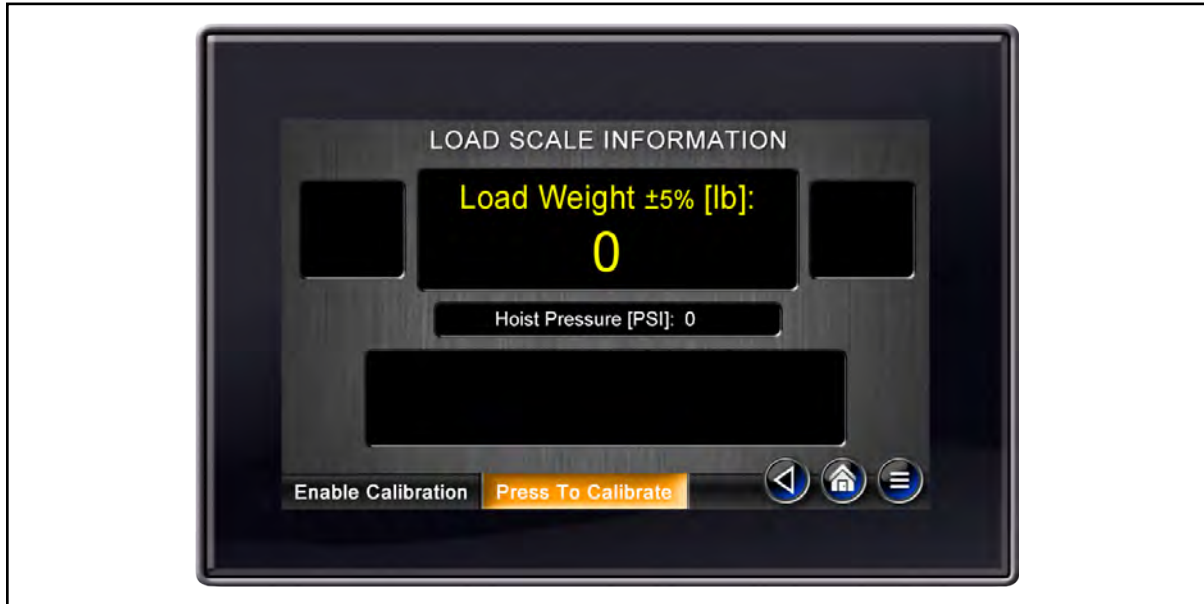 LOAD SCALE INFORMATION
Load Weight ±5% [lb]:
0
Hoist Pressure [PSI]: 0
Enable Calibration
Press To Calibrate